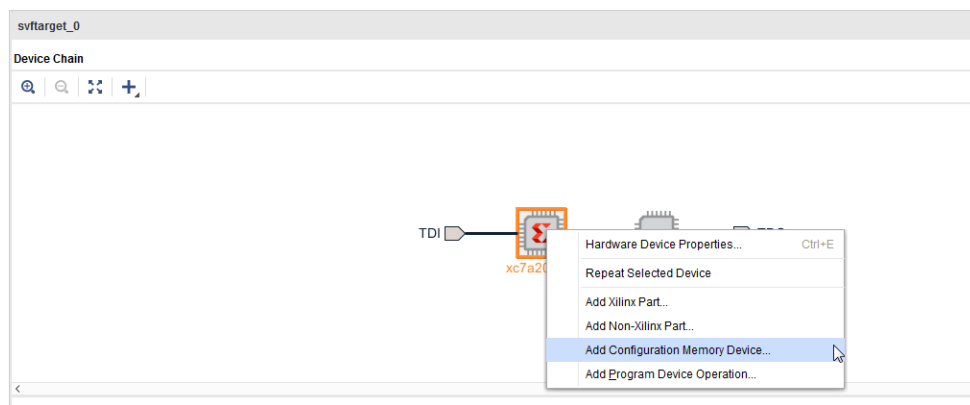 svftarget_0
Device Chain
TDI
xc7a20
Hardware Device Properties... Ctrl+E
Repeat Selected Device
Add Xilinx Part...
Add Non-Xilinx Part...
Add Configuration Memory Device...
Add Program Device Operation...